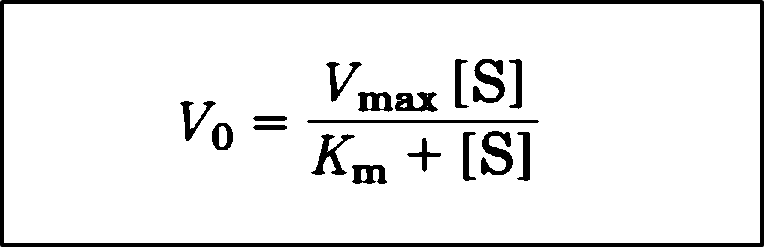 V₀ = Vmax [S] / Km + [S]